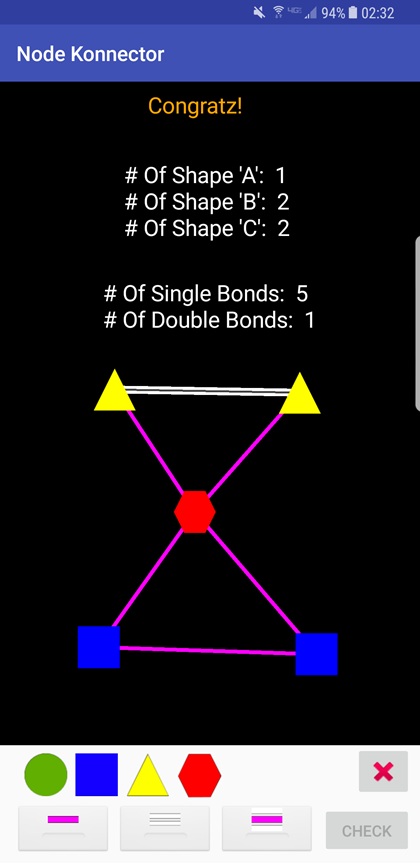 94% 02:32
Node Konnector
Congratz!
# Of Shape 'A': 1
# Of Shape 'B': 2
# Of Shape 'C': 2
# Of Single Bonds: 5
# Of Double Bonds: 1
CHECK